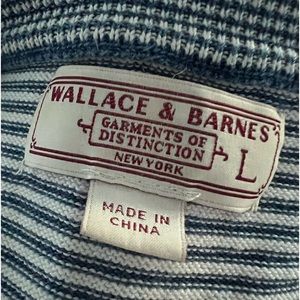 WALLACE & BARNES
GARMENTS OF
DISTINCTION
NEW YORK
L
MADE IN
CHINA